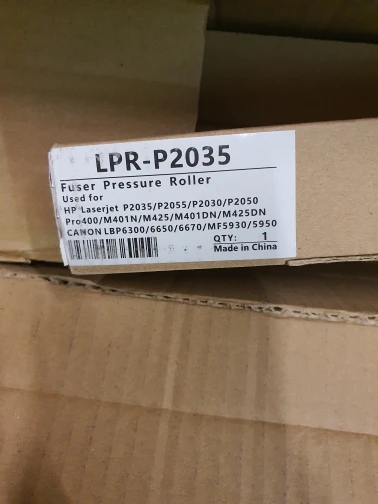 LPR-P2035
Fuser Pressure Roller
Used for
HP Laserjet P2035/P2055/P2030/P2050
Pro400/M401N/M425/M401DN/M425DN
CANON LBP6300/6650/6670/MF5930/5950
QTY: 1
Made in China